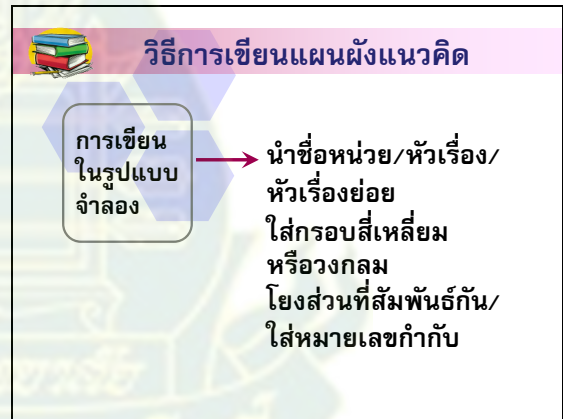 วิธีการเขียนแผนผังแนวคิด
การเขียน
ในรูปแบบ
จำลอง
นำชื่อหน่วย/หัวเรื่อง/
หัวเรื่องย่อย
ใส่กรอบสี่เหลี่ยม
หรือวงกลม
โยงส่วนที่สัมพันธ์กัน/
ใส่หมายเลขกำกับ